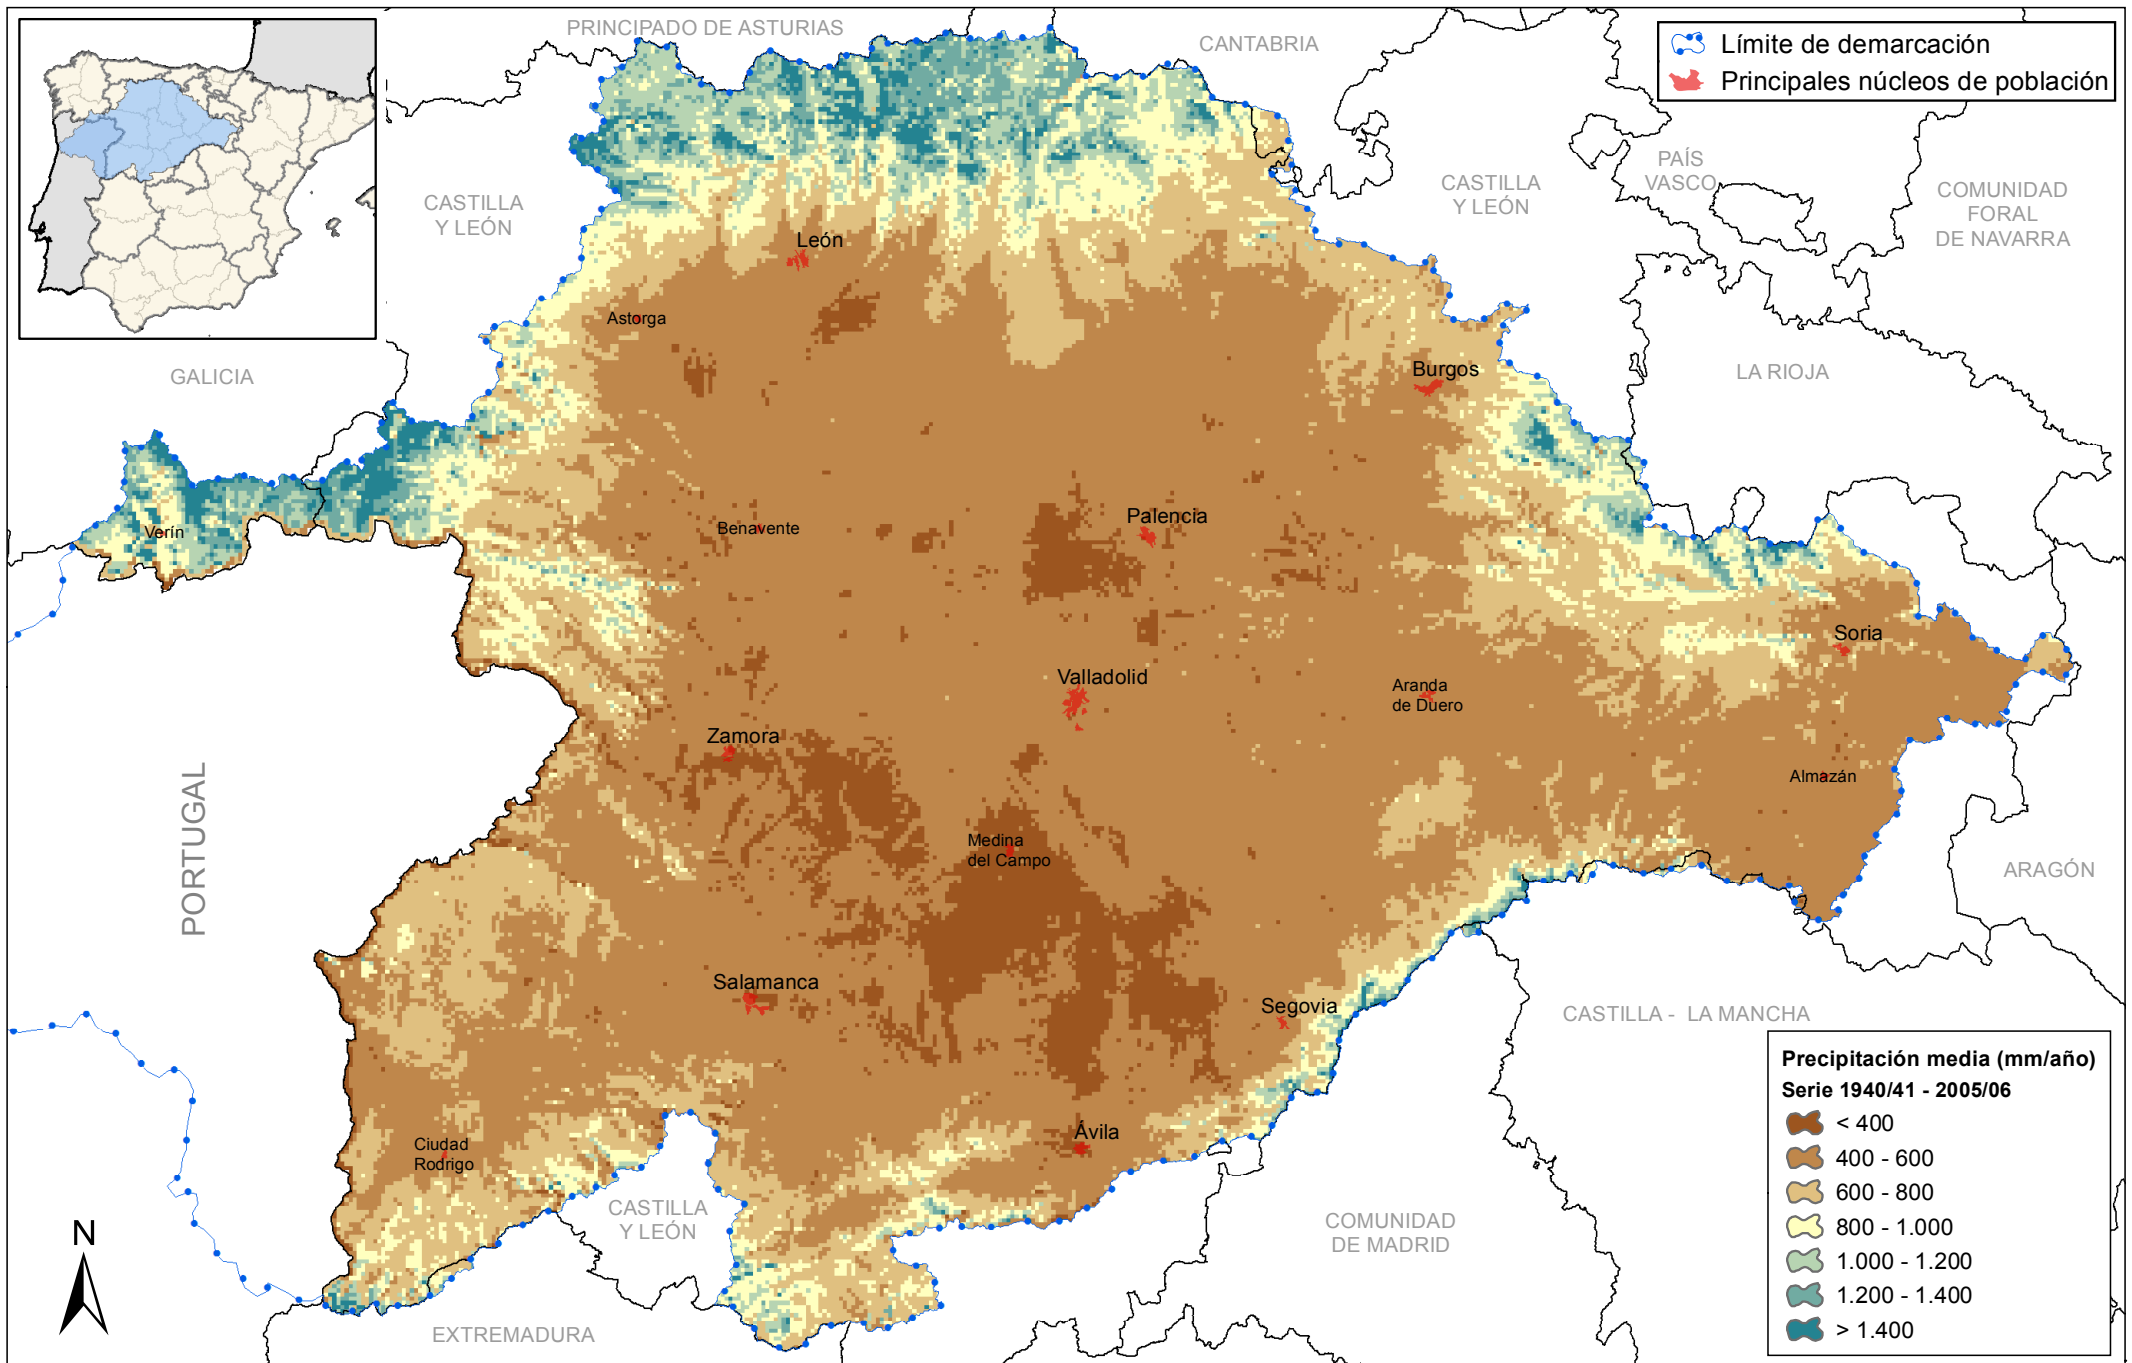 PRINCIPADO DE ASTURIAS
CANTABRIA
Límite de demarcación
Principales núcleos de población
PAÍS
VASCO
CASTILLA
Y LEÓN
COMUNIDAD
FORAL
DE NAVARRA
CASTILLA
Y LEÓN
León
Astorga
GALICIA
Burgos
LA RIOJA
Verín
Benavente
Palencia
Soria
Valladolid
Aranda
de Duero
Zamora
Almazán
PORTUGAL
Medina
del Campo
ARAGÓN
Salamanca
Segovia
CASTILLA - LA MANCHA
Ciudad
Rodrigo
Ávila
CASTILLA
Y LEÓN
COMUNIDAD
DE MADRID
N
EXTREMADURA
Precipitación media (mm/año)
Serie 1940/41 - 2005/06
< 400
400 - 600
600 - 800
800 - 1.000
1.000 - 1.200
1.200 - 1.400
> 1.400